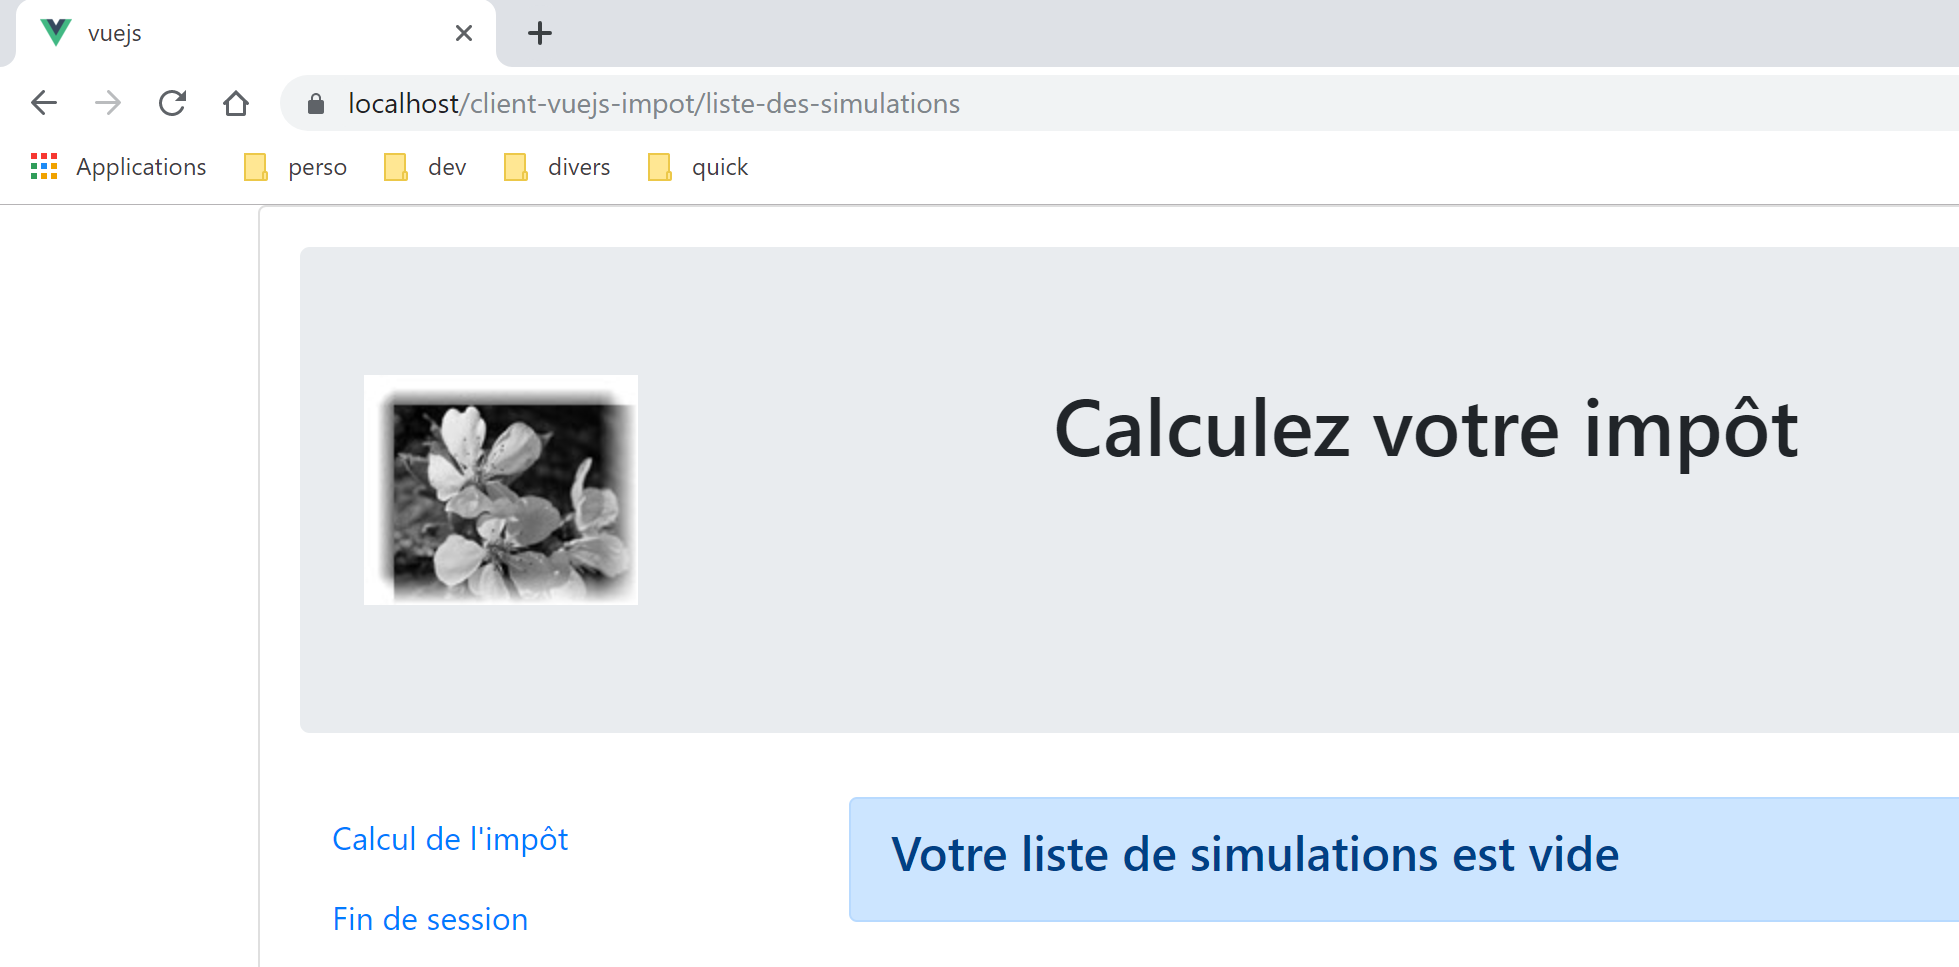 vuejs
localhost/client-vuejs-impot/liste-des-simulations
Applications perso dev divers quick
Calculez votre impôt
Calcul de l'impôt
Votre liste de simulations est vide
Fin de session